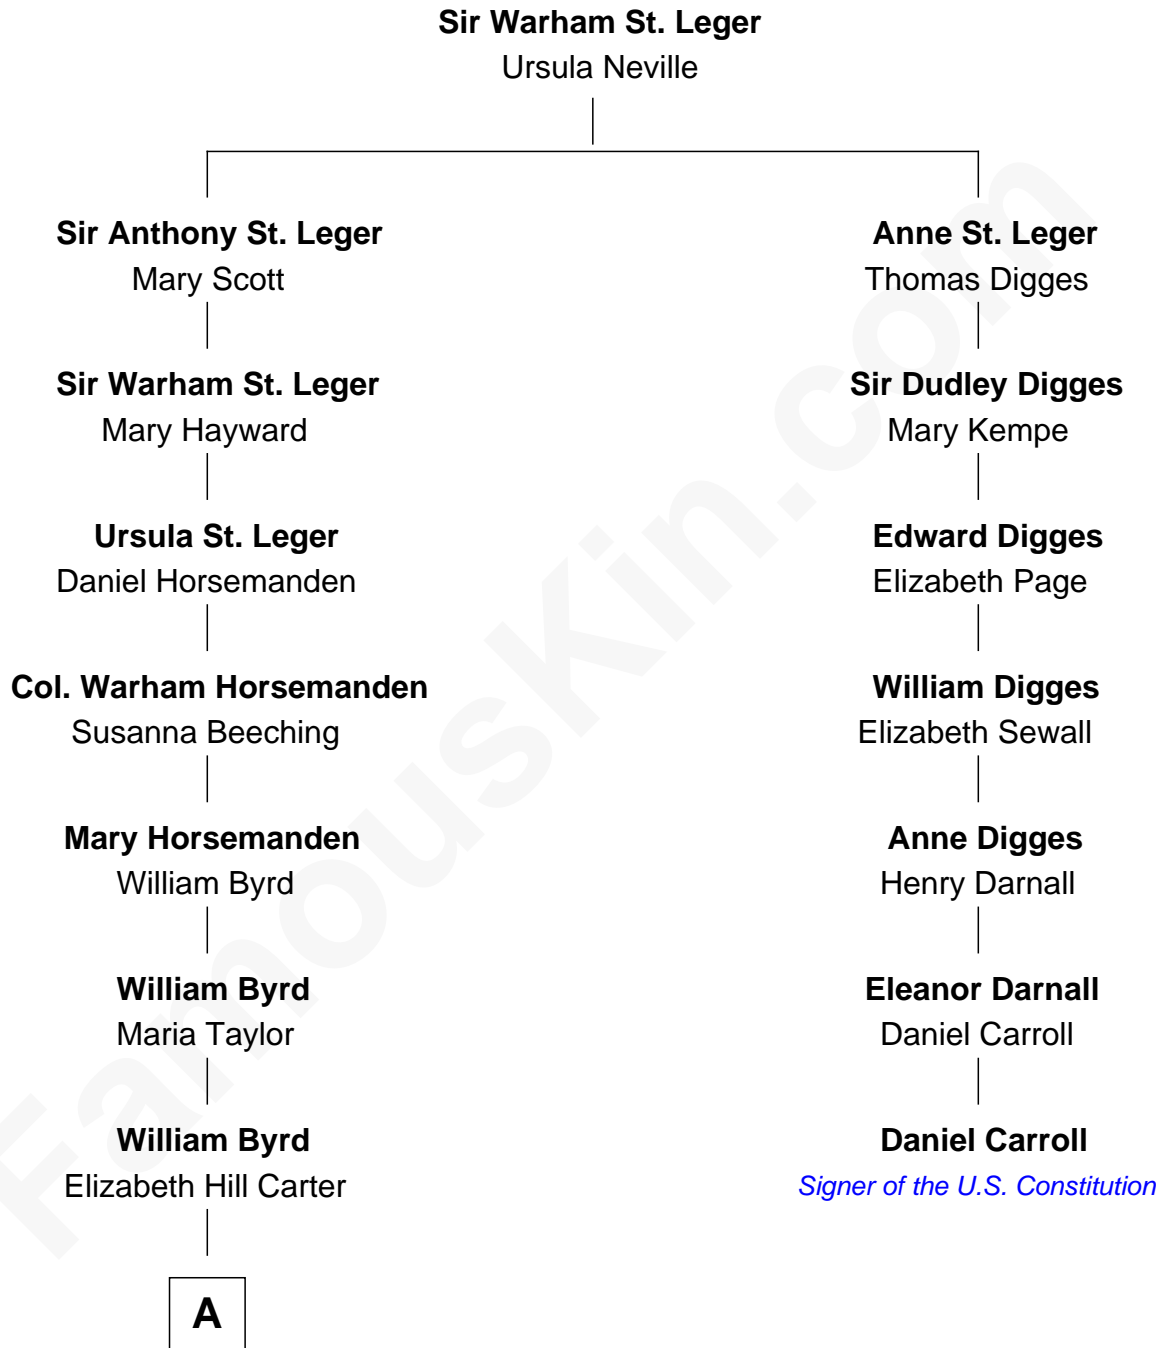 Sir Warham St. Leger
Ursula Neville
Sir Anthony St. Leger
Mary Scott
Anne St. Leger
Thomas Digges
Sir Warham St. Leger
Mary Hayward
Sir Dudley Digges
Mary Kempe
Ursula St. Leger
Daniel Horsemanden
Edward Digges
Elizabeth Page
Col. Warham Horsemanden
Susanna Beeching
William Digges
Elizabeth Sewall
Mary Horsemanden
William Byrd
Anne Digges
Henry Darnall
William Byrd
Maria Taylor
Eleanor Darnall
Daniel Carroll
William Byrd
Elizabeth Hill Carter
Daniel Carroll
Signer of the U.S. Constitution
A
FamousKin.com